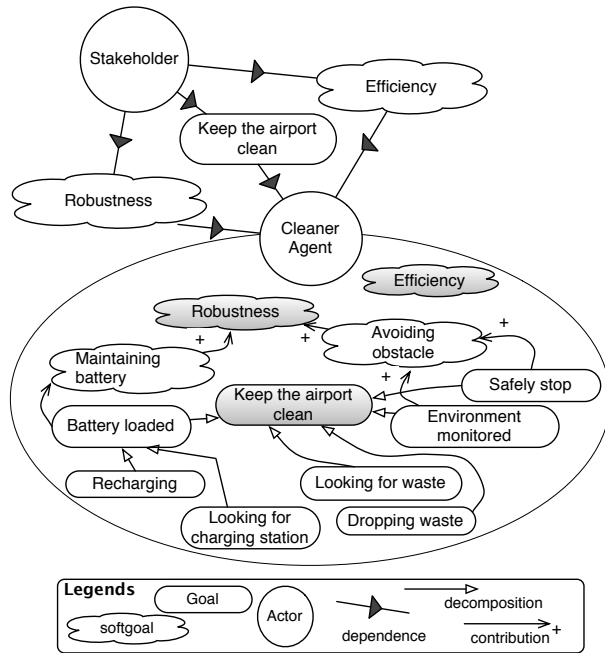 Stakeholder
Efficiency
Keep the airport
clean
Robustness
Cleaner
Agent
Efficiency
Robustness
+
+
Avoiding
obstacle
+
Maintaining
battery
+
Safely stop
Keep the airport
clean
Battery loaded
Environment
monitored
Recharging
Looking for waste
Looking for
charging station
Dropping waste
Legends
Goal
Actor
decomposition
softgoal
dependence
contribution +